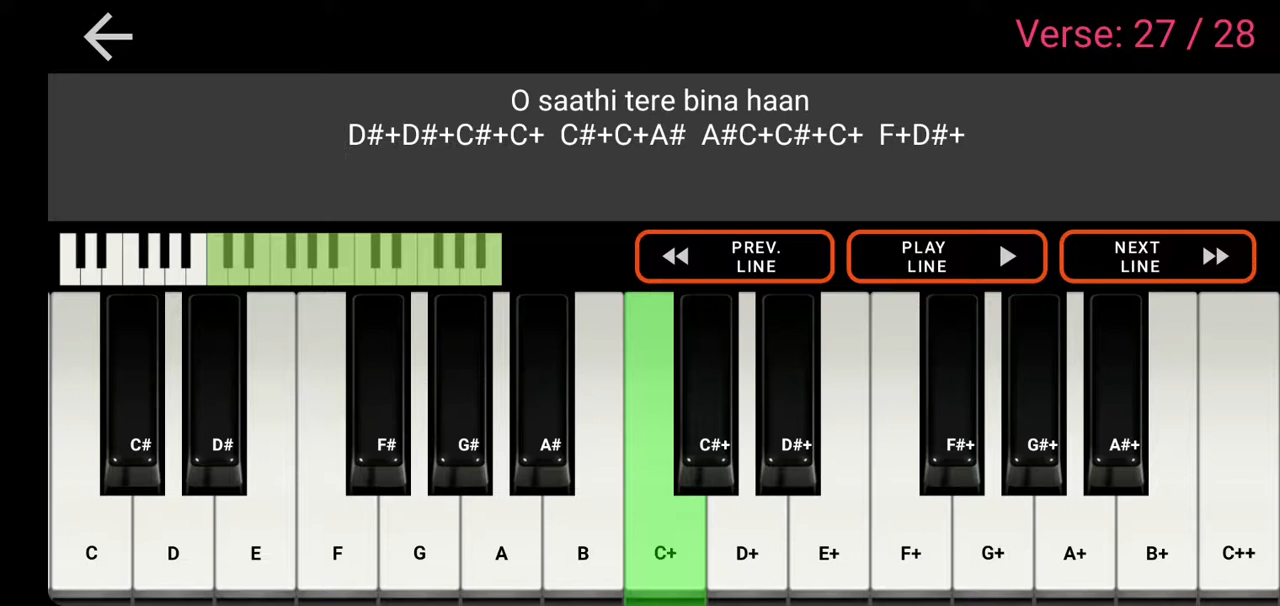 Verse: 27 / 28
O saathi tere bina haan
D#+D#+C#+C+  C#+C+A#  A#C+C#+C+  F+D#+
PREV. LINE
PLAY LINE
NEXT LINE
C# D# F# G# A# C#+ D#+ F#+ G#+ A#+
C D E F G A B C+ D+ E+ F+ G+ A+ B+ C++